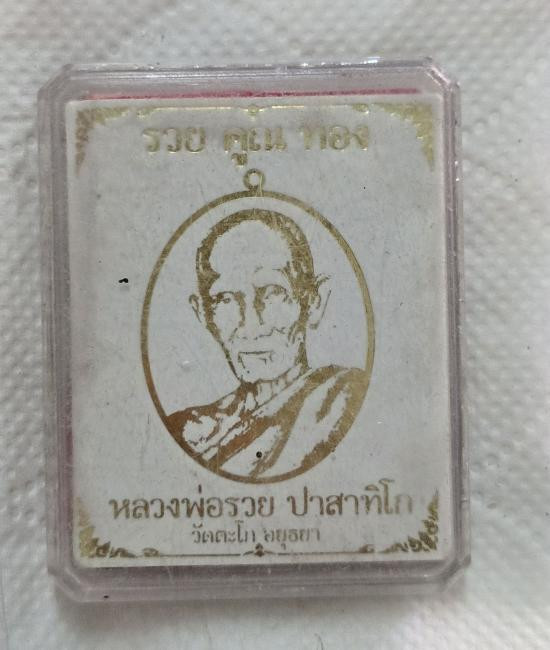 รวย คูณ ทอง
หลวงพ่อรวย ปาสาทิโก
วัดตะโก อยุธยา